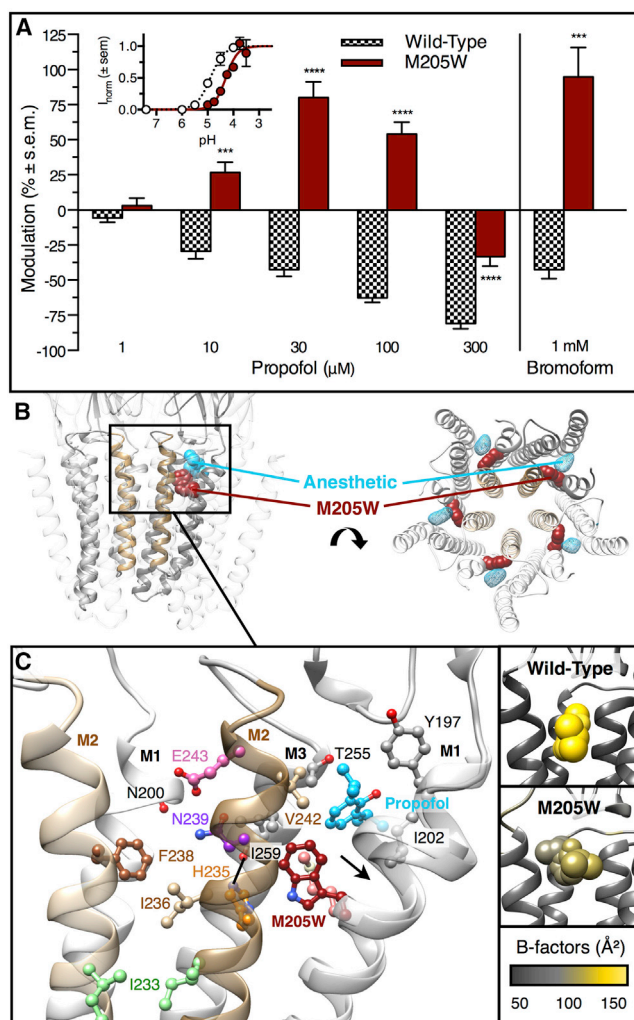 A
125
100
75
50
25
0
-25
-50
-75
-100
Modulation (% ± s.e.m.)
1.0
0.5
0.0
I norm (± sem)
7 6 5 4 3
pH
Wild-Type
M205W
***
****
****
****
***
1 10 30 100 300 1 mM
Propofol (µM) Bromoform
B
Anesthetic
M205W
C
M2
M1
E243
M2
M3
T255
Y197
M1
N200
N239
V242
Propofol
I202
F238
I259
H235
I236
M205W
I233
Wild-Type
M205W
B-factors (Å²)
50 100 150